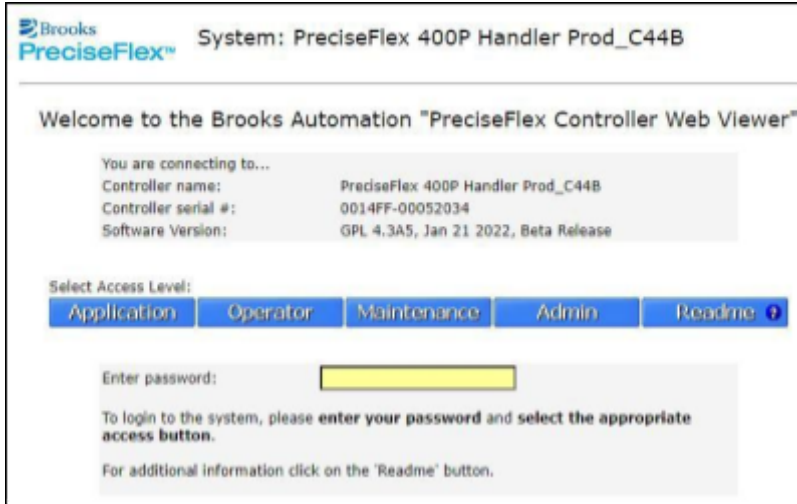 Brooks
PreciseFlex™
System: PreciseFlex 400P Handler Prod_C44B
Welcome to the Brooks Automation "PreciseFlex Controller Web Viewer"
You are connecting to...
Controller name: PreciseFlex 400P Handler Prod_C44B
Controller serial #: 0014FF-00052034
Software Version: GPL 4.3A5, Jan 21 2022, Beta Release
Select Access Level:
Application Operator Maintenance Admin Readme ?
Enter password:
To login to the system, please enter your password and select the appropriate
access button.
For additional information click on the 'Readme' button.